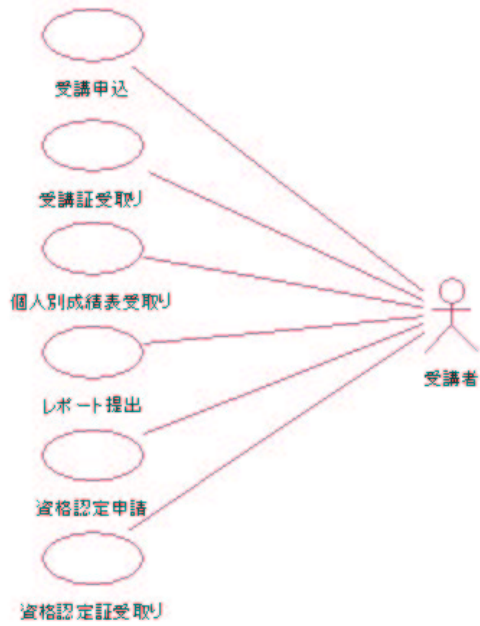 受講申込
受講証受取り
個人別成績表受取り
レポート提出
資格認定申請
資格認定証受取り
受講者